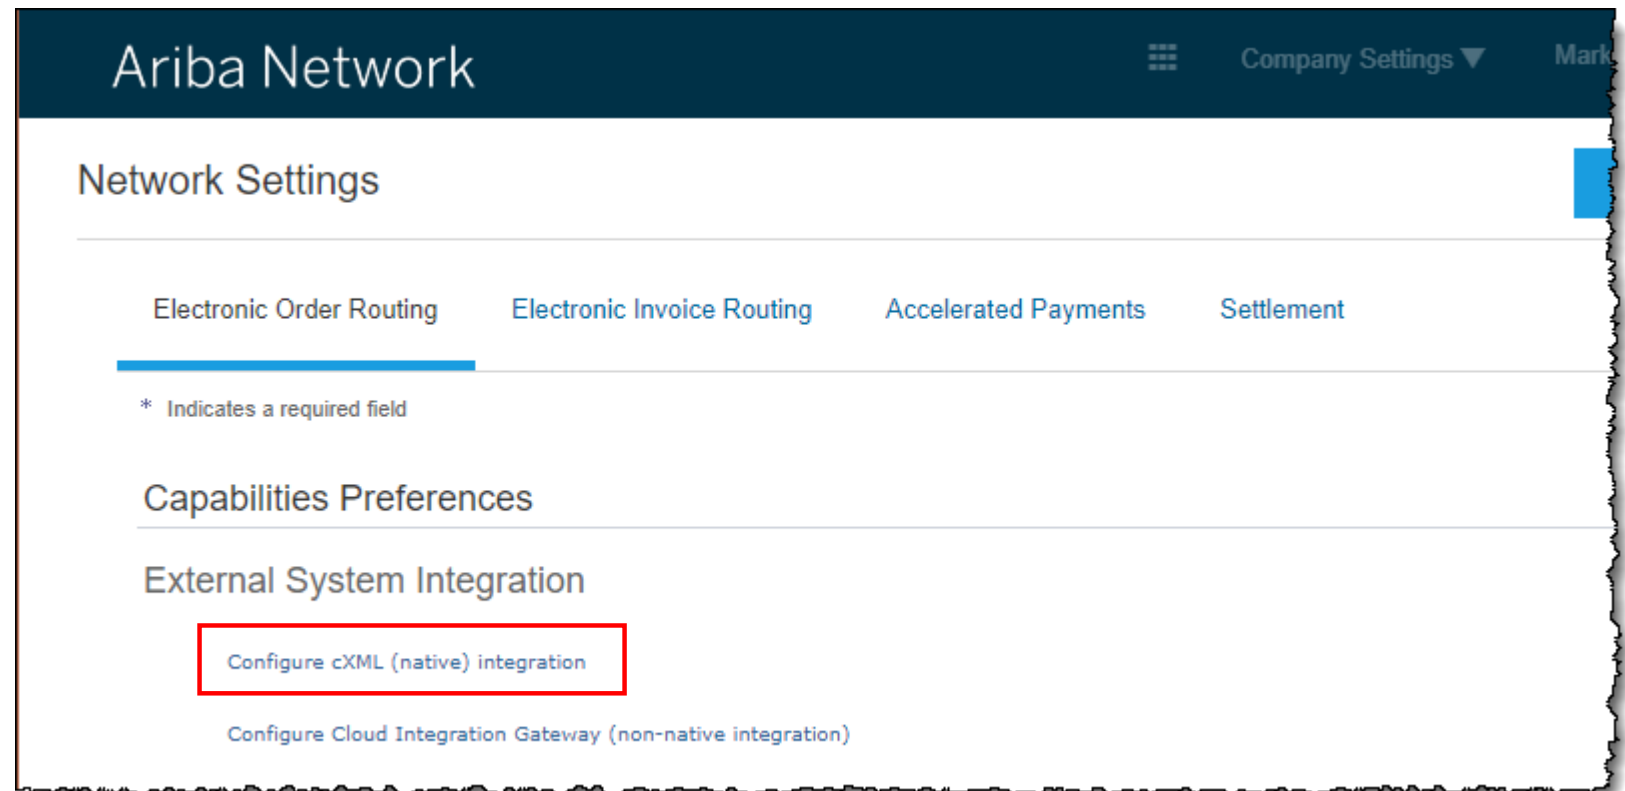 Ariba Network
Company Settings ▼ Mark
Network Settings
Electronic Order Routing Electronic Invoice Routing Accelerated Payments Settlement
* Indicates a required field
Capabilities Preferences
External System Integration
Configure cXML (native) integration
Configure Cloud Integration Gateway (non-native integration)